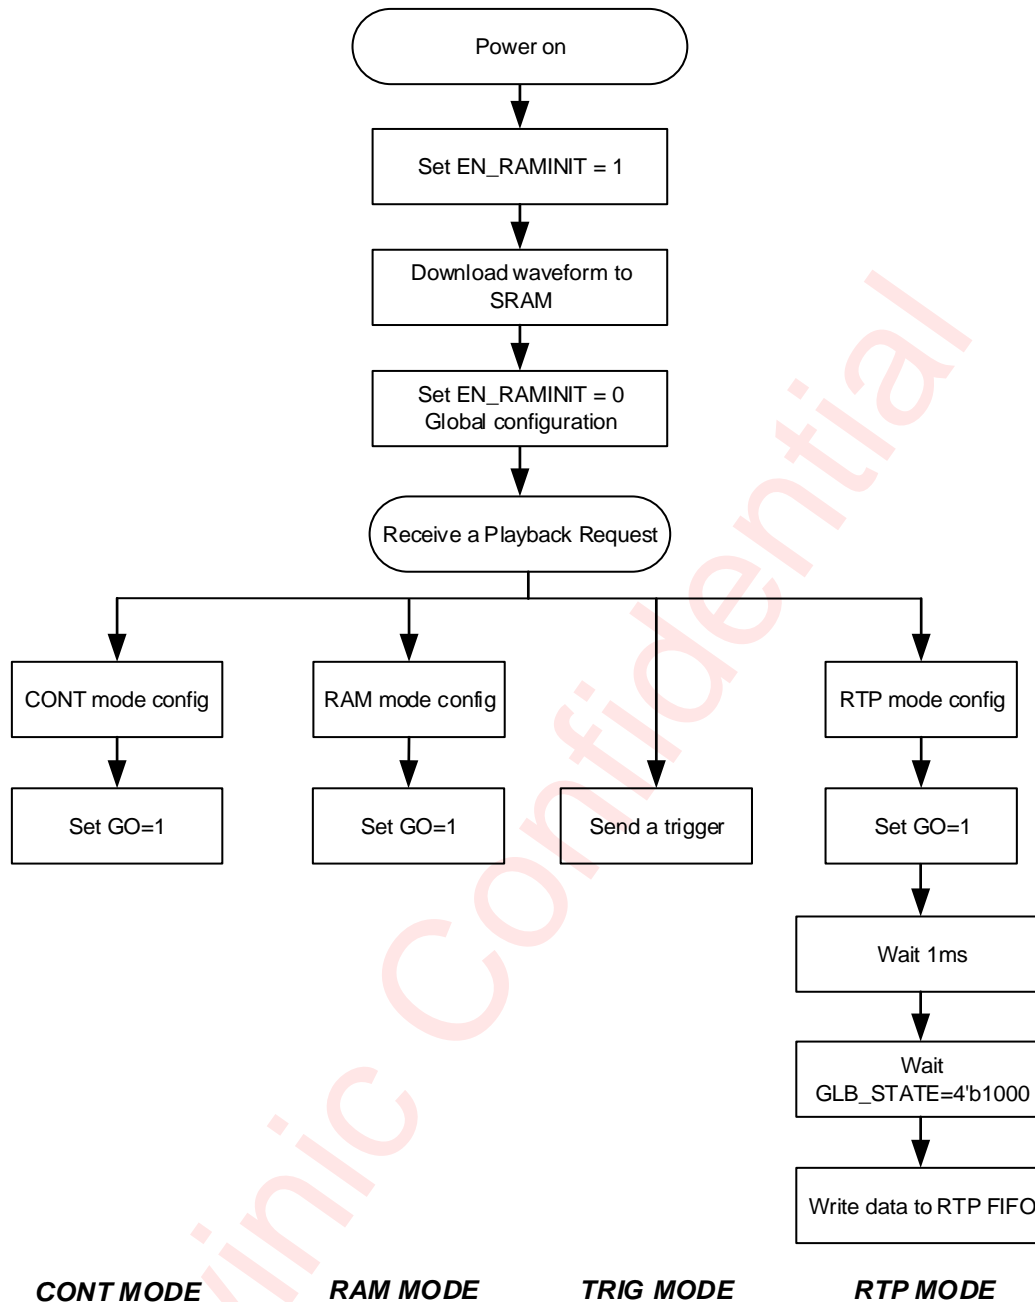 Power on
Set EN_RAMINIT = 1
Download waveform to
SRAM
Set EN_RAMINIT = 0
Global configuration
Receive a Playback Request
CONT mode config
RAM mode config
RTP mode config
Set GO=1
Set GO=1
Send a trigger
Set GO=1
Wait 1ms
Wait
GLB_STATE=4'b1000
Write data to RTP FIFO
CONT MODE
RAM MODE
TRIG MODE
RTP MODE
Confidential